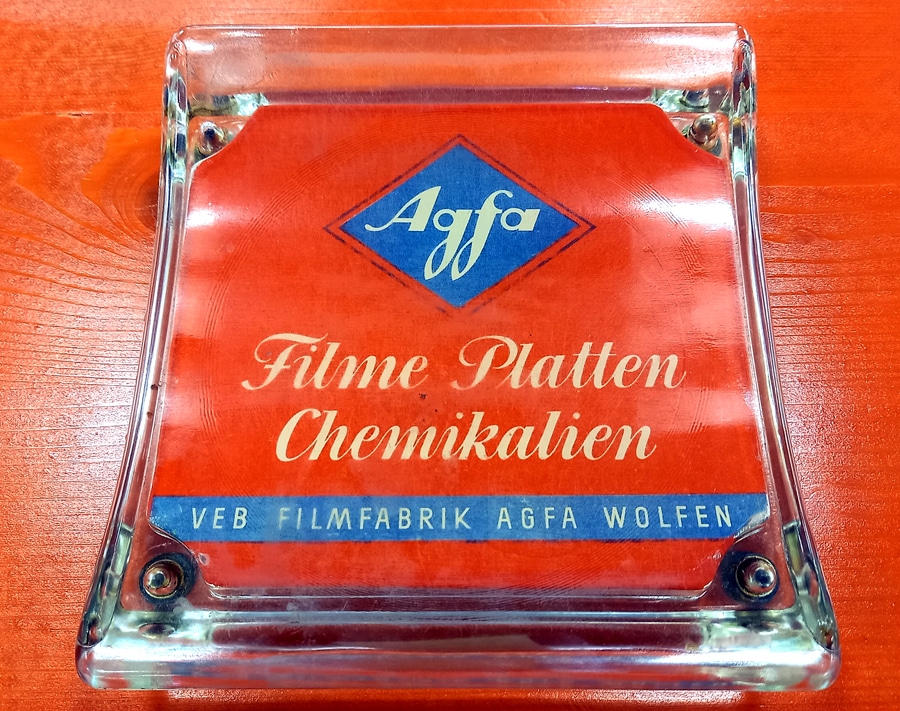 Agfa
Filme Platten
Chemikalien
VEB FILMFABRIK AGFA WOLFEN